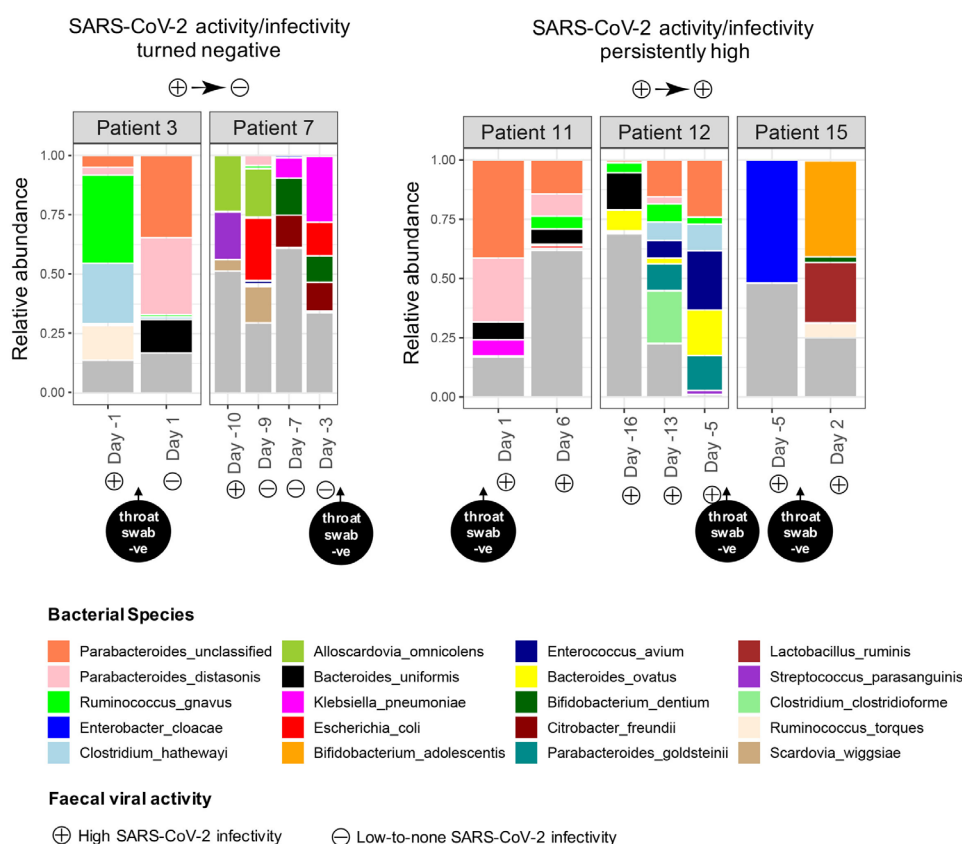 SARS-CoV-2 activity/infectivity
turned negative
SARS-CoV-2 activity/infectivity
persistently high
Patient 3
Patient 7
Patient 11
Patient 12
Patient 15
Relative abundance
1.00
0.75
0.50
0.25
0.00
Relative abundance
1.00
0.75
0.50
0.25
0.00
Day -1
Day 1
Day -10
Day -9
Day -7
Day -3
Day 1
Day 6
Day -16
Day -13
Day -5
Day -5
Day 2
throat
swab
-ve
throat
swab
-ve
throat
swab
-ve
throat
swab
-ve
throat
swab
-ve
Bacterial Species
Parabacteroides_unclassified
Parabacteroides_distasonis
Ruminococcus_gnavus
Enterobacter_cloacae
Clostridium_hathewayi
Alloscardovia_omnicolens
Bacteroides_uniformis
Klebsiella_pneumoniae
Escherichia_coli
Bifidobacterium_adolescentis
Enterococcus_avium
Bacteroides_ovatus
Bifidobacterium_dentium
Citrobacter_freundii
Parabacteroides_goldsteinii
Lactobacillus_ruminis
Streptococcus_parasanguinis
Clostridium_clostridioforme
Ruminococcus_torques
Scardovia_wiggsiae
Faecal viral activity
High SARS-CoV-2 infectivity
Low-to-none SARS-CoV-2 infectivity